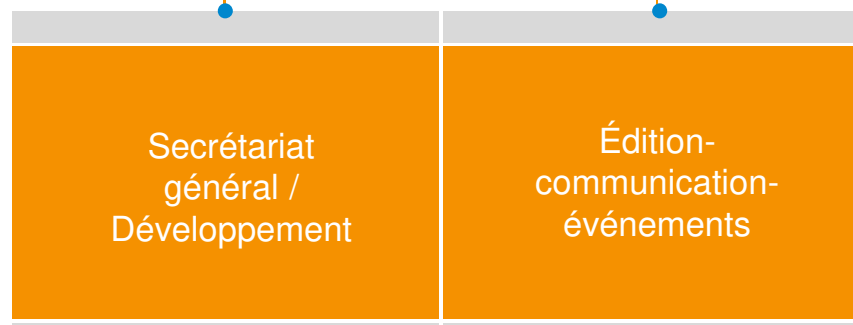 Secrétariat
général /
Développement
Édition-
communication-
événements